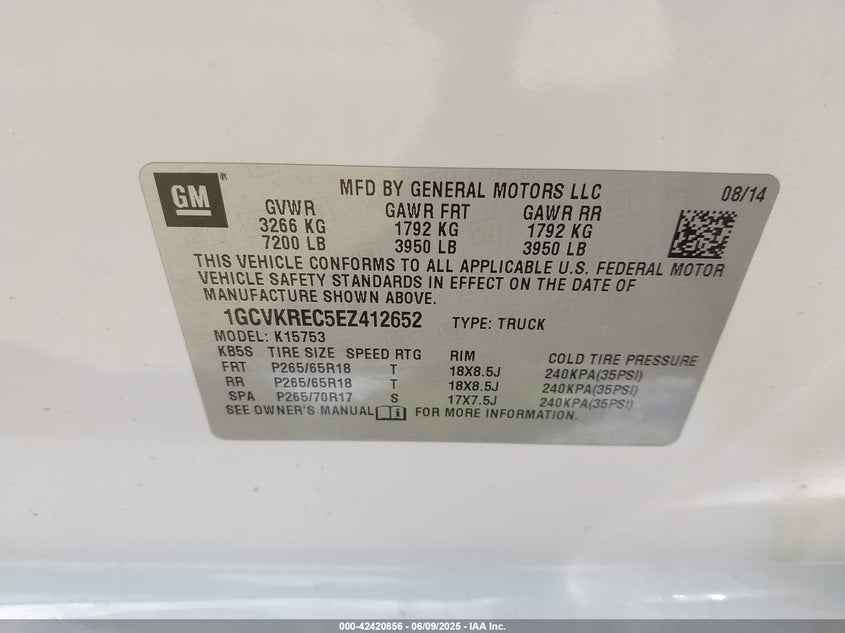 GM®
MFD BY GENERAL MOTORS LLC 08/14
GVWR GAWR FRT GAWR RR
3266 KG 1792 KG 1792 KG
7200 LB 3950 LB 3950 LB
THIS VEHICLE CONFORMS TO ALL APPLICABLE U.S. FEDERAL MOTOR
VEHICLE SAFETY STANDARDS IN EFFECT ON THE DATE OF
MANUFACTURE SHOWN ABOVE.
1GCVKREC5EZ412652 TYPE: TRUCK
MODEL: K15753
KB5S TIRE SIZE SPEED RTG RIM COLD TIRE PRESSURE
FRT P265/65R18 T 18X8.5J 240KPA(35PSI)
RR P265/65R18 T 18X8.5J 240KPA(35PSI)
SPA P265/70R17 S 17X7.5J 240KPA(35PSI)
SEE OWNER'S MANUAL FOR MORE INFORMATION.
000-42420856 - 06/09/2025 - IAA Inc.